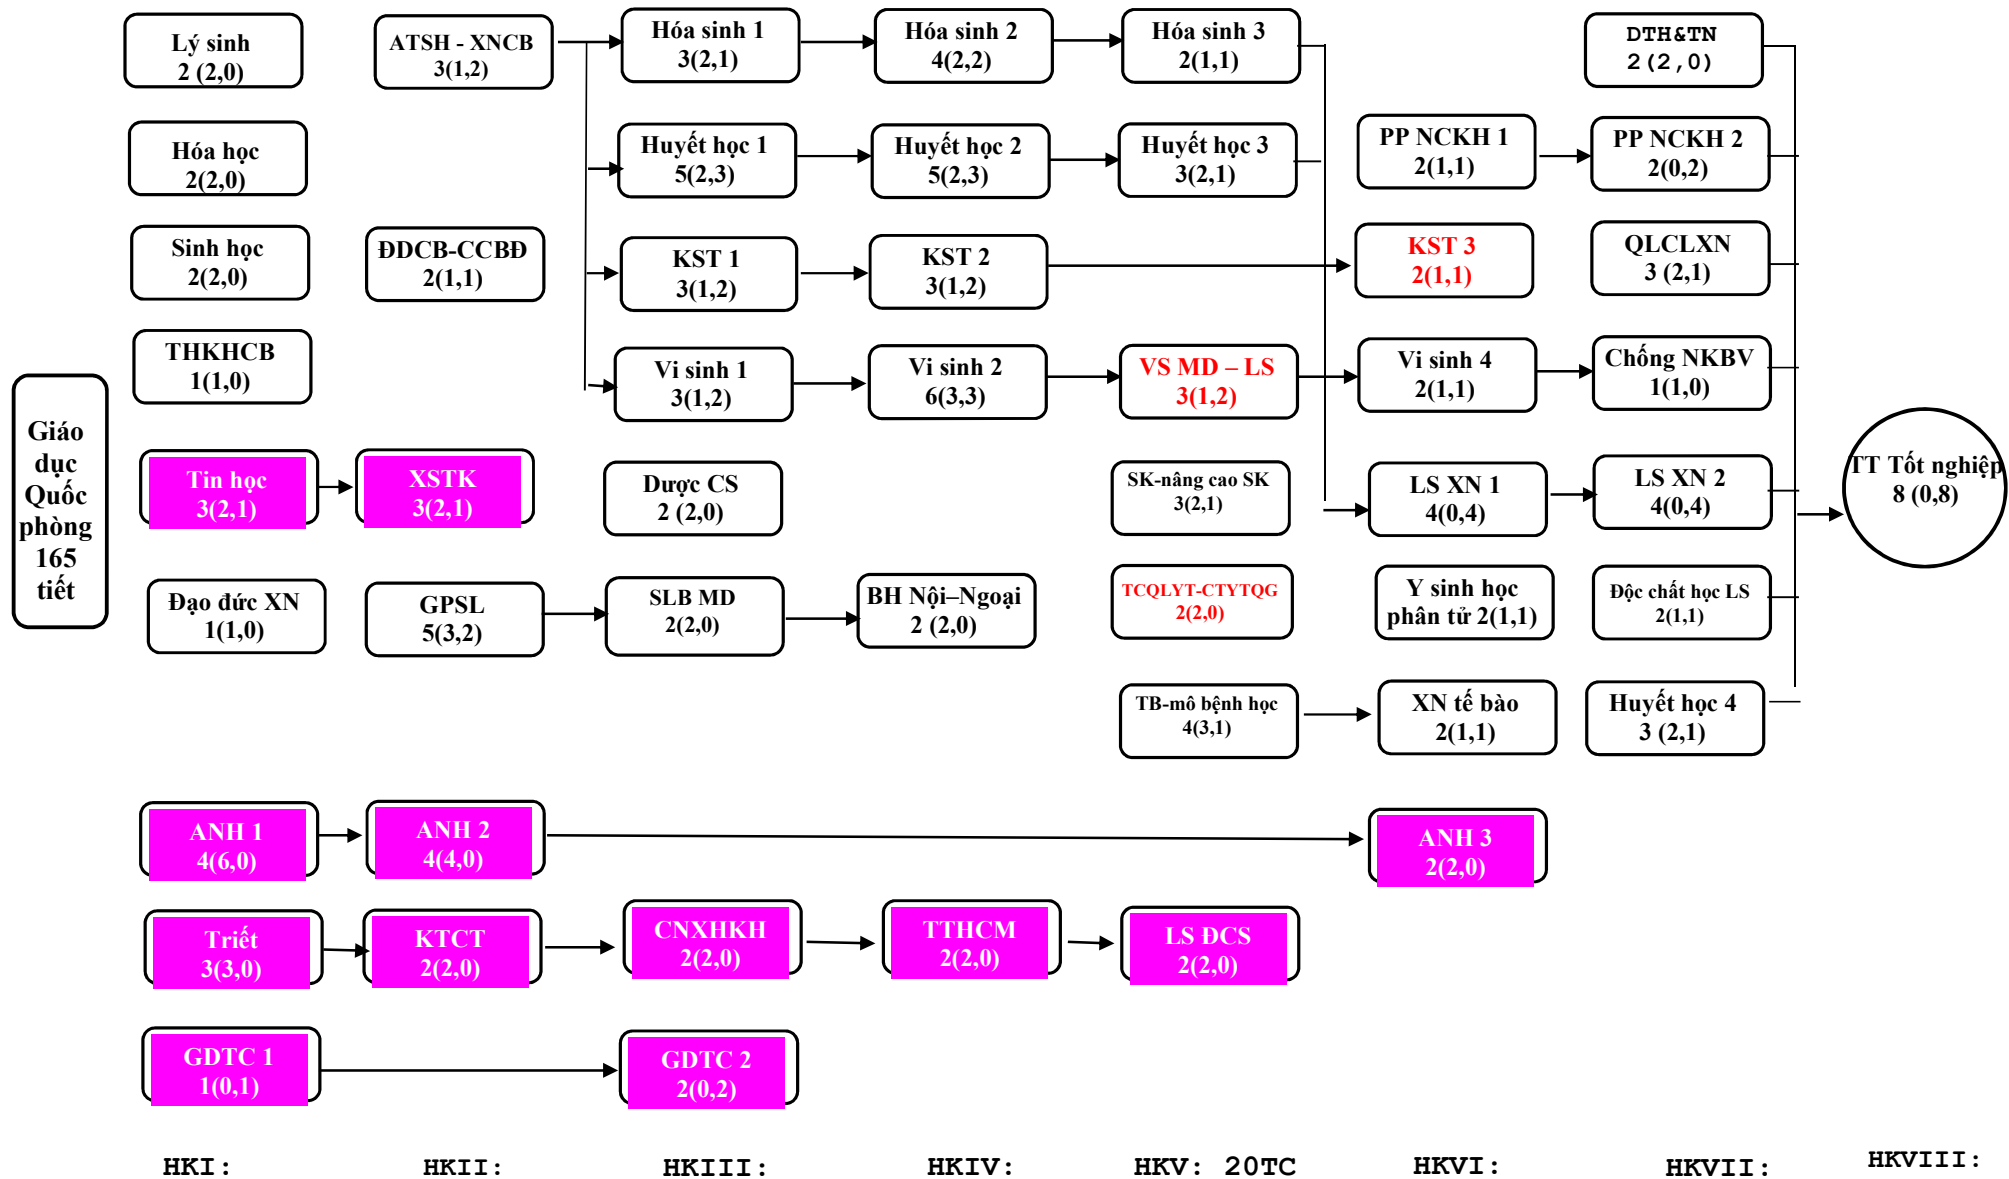 Lý sinh
2 (2,0)
ATSH - XNCB
3(1,2)
Hóa sinh 1
3(2,1)
Hóa sinh 2
4(2,2)
Hóa sinh 3
2(1,1)
DTH&TN
2(2,0)
Hóa học
2(2,0)
Huyết học 1
5(2,3)
Huyết học 2
5(2,3)
Huyết học 3
3(2,1)
PP NCKH 1
2(1,1)
PP NCKH 2
2(0,2)
Sinh học
2(2,0)
ĐDCB-CCBĐ
2(1,1)
KST 1
3(1,2)
KST 2
3(1,2)
KST 3
2(1,1)
QLCLXN
3 (2,1)
THKHCB
1(1,0)
Vi sinh 1
3(1,2)
Vi sinh 2
6(3,3)
VS MD – LS
3(1,2)
Vi sinh 4
2(1,1)
Chống NKBV
1(1,0)
Giáo
dục
Quốc
phòng
165
tiết
Tin học
3(2,1)
XSTK
3(2,1)
Dược CS
2 (2,0)
SK-nâng cao SK
3(2,1)
LS XN 1
4(0,4)
LS XN 2
4(0,4)
TT Tốt nghiệp
8 (0,8)
Đạo đức XN
1(1,0)
GPSL
5(3,2)
SLB MD
2(2,0)
BH Nội–Ngoại
2 (2,0)
TCQLYT-CTYTQG
2(2,0)
Y sinh học
phân tử 2(1,1)
Độc chất học LS
2(1,1)
TB-mô bệnh học
4(3,1)
XN tế bào
2(1,1)
Huyết học 4
3 (2,1)
ANH 1
4(6,0)
ANH 2
4(4,0)
ANH 3
2(2,0)
Triết
3(3,0)
KTCT
2(2,0)
CNXHKH
2(2,0)
TTHCM
2(2,0)
LS ĐCS
2(2,0)
GDTC 1
1(0,1)
GDTC 2
2(0,2)
HKI:
HKII:
HKIII:
HKIV:
HKV: 20TC
HKVI:
HKVII:
HKVIII: